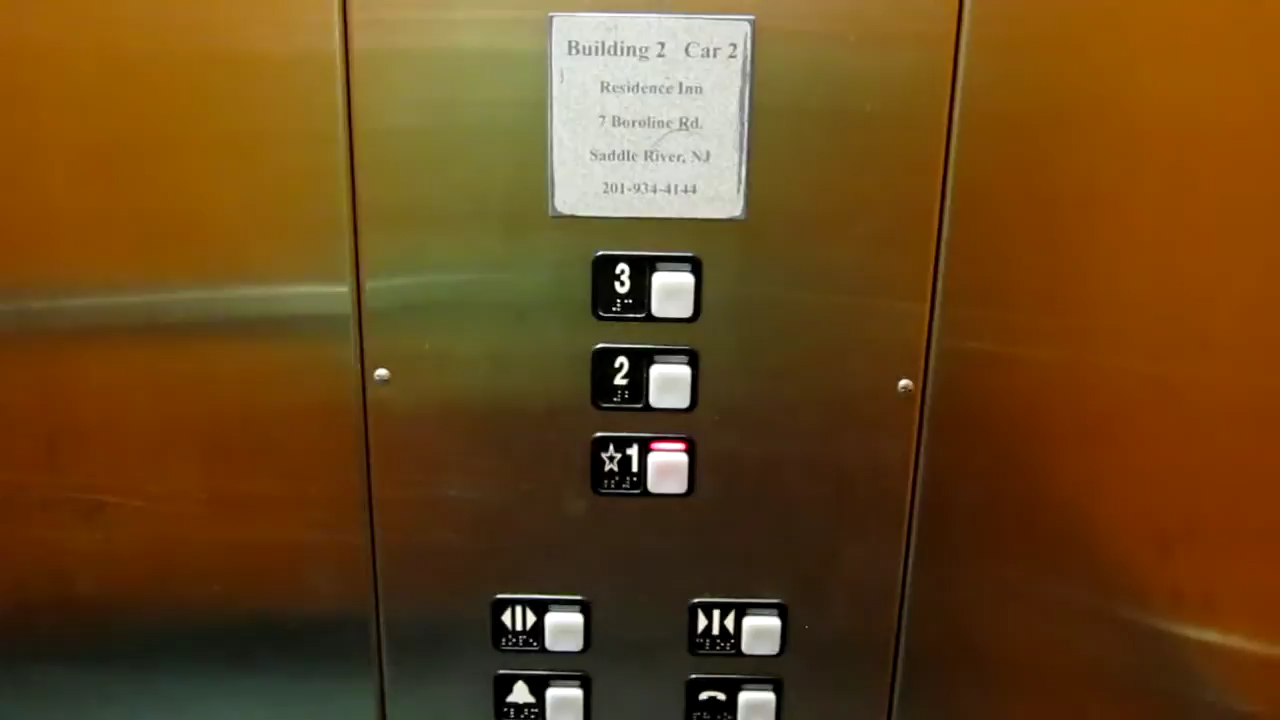 Building 2 Car 2
Residence Inn
7 Boroline Rd.
Saddle River, NJ
201-934-4144
3
2
☆1